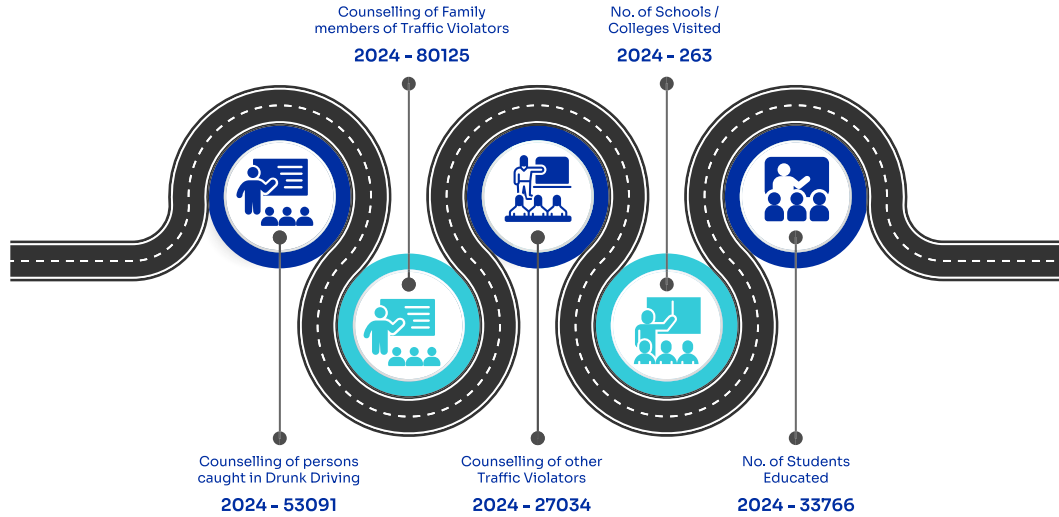 Counselling of Family
members of Traffic Violators
2024 - 80125
No. of Schools /
Colleges Visited
2024 - 263
Counselling of persons
caught in Drunk Driving
2024 - 53091
Counselling of other
Traffic Violators
2024 - 27034
No. of Students
Educated
2024 - 33766